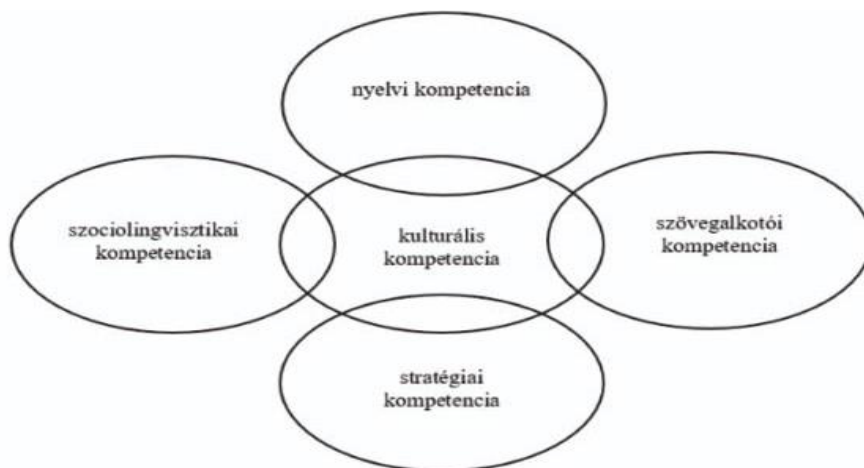 nyelvi kompetencia
szociolingvisztikai
kompetencia
kulturális
kompetencia
szövegalkotói
kompetencia
stratégiai
kompetencia